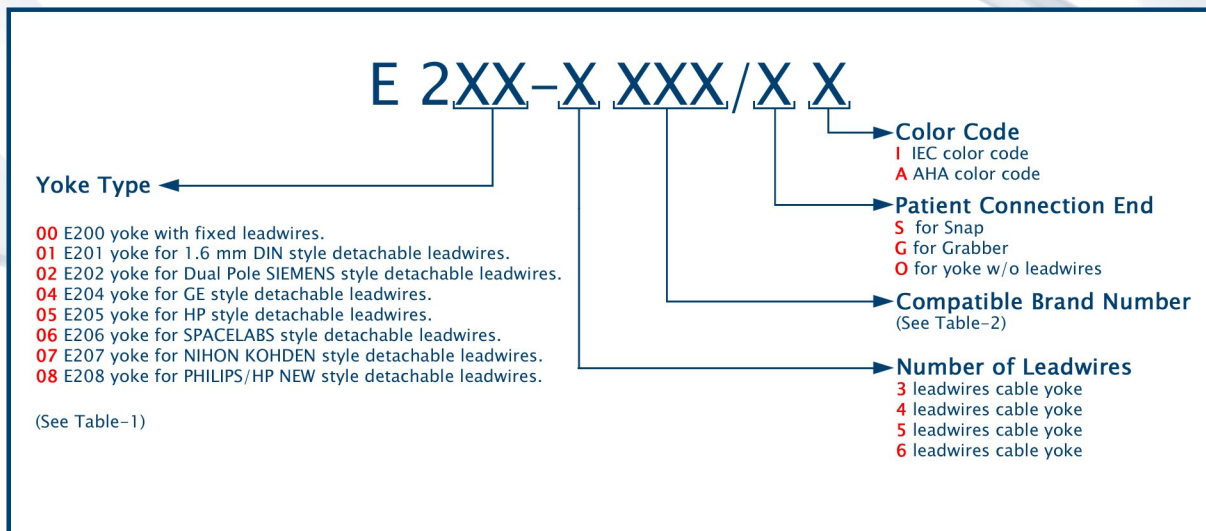 E 2XX-X XXX/X X
Yoke Type
00 E200 yoke with fixed leadwires.
01 E201 yoke for 1.6 mm DIN style detachable leadwires.
02 E202 yoke for Dual Pole SIEMENS style detachable leadwires.
04 E204 yoke for GE style detachable leadwires.
05 E205 yoke for HP style detachable leadwires.
06 E206 yoke for SPACELABS style detachable leadwires.
07 E207 yoke for NIHON KOHDEN style detachable leadwires.
08 E208 yoke for PHILIPS/HP NEW style detachable leadwires.
(See Table-1)
Color Code
I IEC color code
A AHA color code
Patient Connection End
S for Snap
G for Grabber
O for yoke w/o leadwires
Compatible Brand Number
(See Table-2)
Number of Leadwires
3 leadwires cable yoke
4 leadwires cable yoke
5 leadwires cable yoke
6 leadwires cable yoke